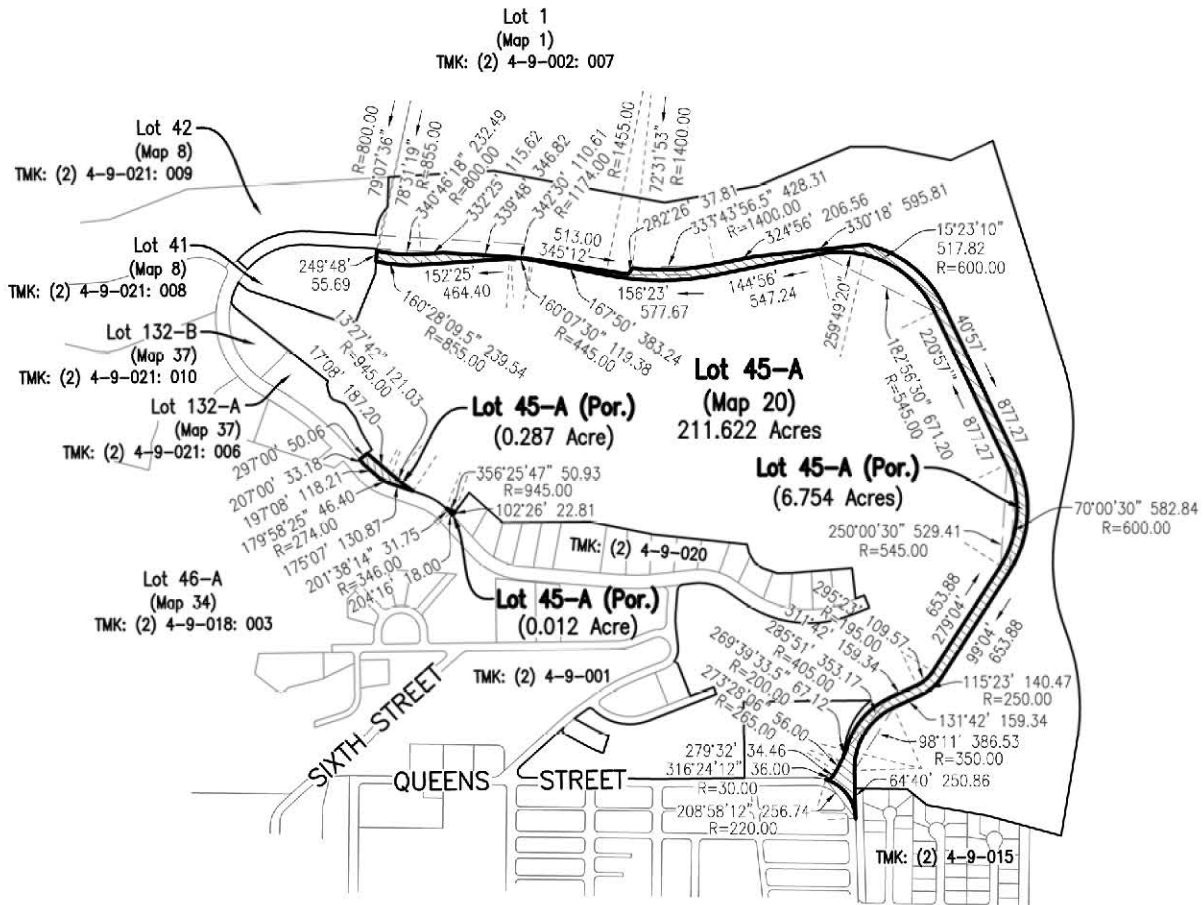 Lot 1
(Map 1)
TMK: (2) 4-9-002: 007
Lot 42
(Map 8)
TMK: (2) 4-9-021: 009
Lot 41
(Map 8)
TMK: (2) 4-9-021: 008
Lot 132-B
(Map 37)
TMK: (2) 4-9-021: 010
Lot 132-A
(Map 37)
TMK: (2) 4-9-021: 006
R=800.00
79°07'36"
78°31'19"
R=855.00
340°46'18" 232.49
R=800.00
332°25' 115.62
339°48' 346.82
342°30' 110.61
R=1174.00
R=1455.00
72°31'53"
R=1400.00
513.00
345°12'
282°26' 37.81
333°43'56.5" 428.31
R=1400.00
324°56' 206.56
330°18' 595.81
15°23'10"
517.82
R=600.00
249°48'
55.69
152°25'
464.40
160°28'09.5" 239.54
R=855.00
160°07'30" 119.38
R=445.00
167°50' 383.24
156°23'
577.67
144°56'
547.24
259°49'20"
182°56'30" 671.20
R=545.00
220°57'
877.27
40°57'
877.27
13°27'42" 121.03
R=945.00
17°08' 187.20
Lot 45-A (Por.)
(0.287 Acre)
Lot 45-A
(Map 20)
211.622 Acres
Lot 45-A (Por.)
(6.754 Acres)
297°00' 50.06
207°00' 33.18
197°08' 118.21
179°58'25" 46.40
R=274.00
175°07' 130.87
201°38'14" 31.75
R=346.00
204°16' 18.00
356°25'47" 50.93
R=945.00
102°26' 22.81
TMK: (2) 4-9-020
Lot 45-A (Por.)
(0.012 Acre)
70°00'30" 582.84
R=600.00
250°00'30" 529.41
R=545.00
653.88
279°04'
99°04'
653.88
Lot 46-A
(Map 34)
TMK: (2) 4-9-018: 003
TMK: (2) 4-9-001
295°23' 109.57
R=195.00
311°42' 159.34
285°51' 353.17
R=405.00
269°39'33.5" 67.12
R=200.00
273°28'06" 56.00
R=265.00
115°23' 140.47
R=250.00
131°42' 159.34
98°11' 386.53
R=350.00
64°40' 250.86
279°32' 34.46
316°24'12" 36.00
R=30.00
208°58'12" 256.74
R=220.00
SIXTH STREET
QUEENS STREET
TMK: (2) 4-9-015